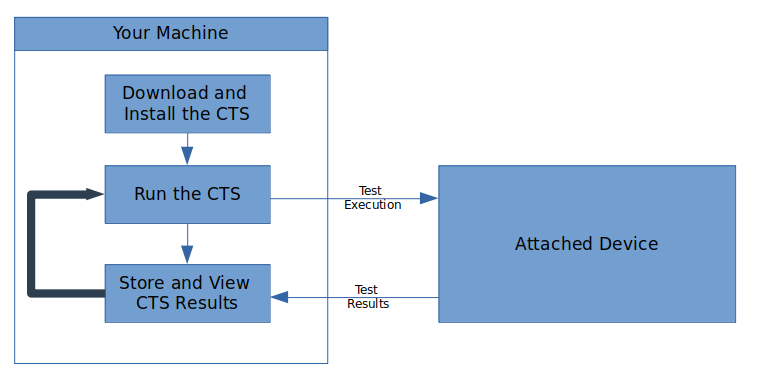 Your Machine
Download and
Install the CTS
Run the CTS
Test
Execution
Attached Device
Store and View
CTS Results
Test
Results